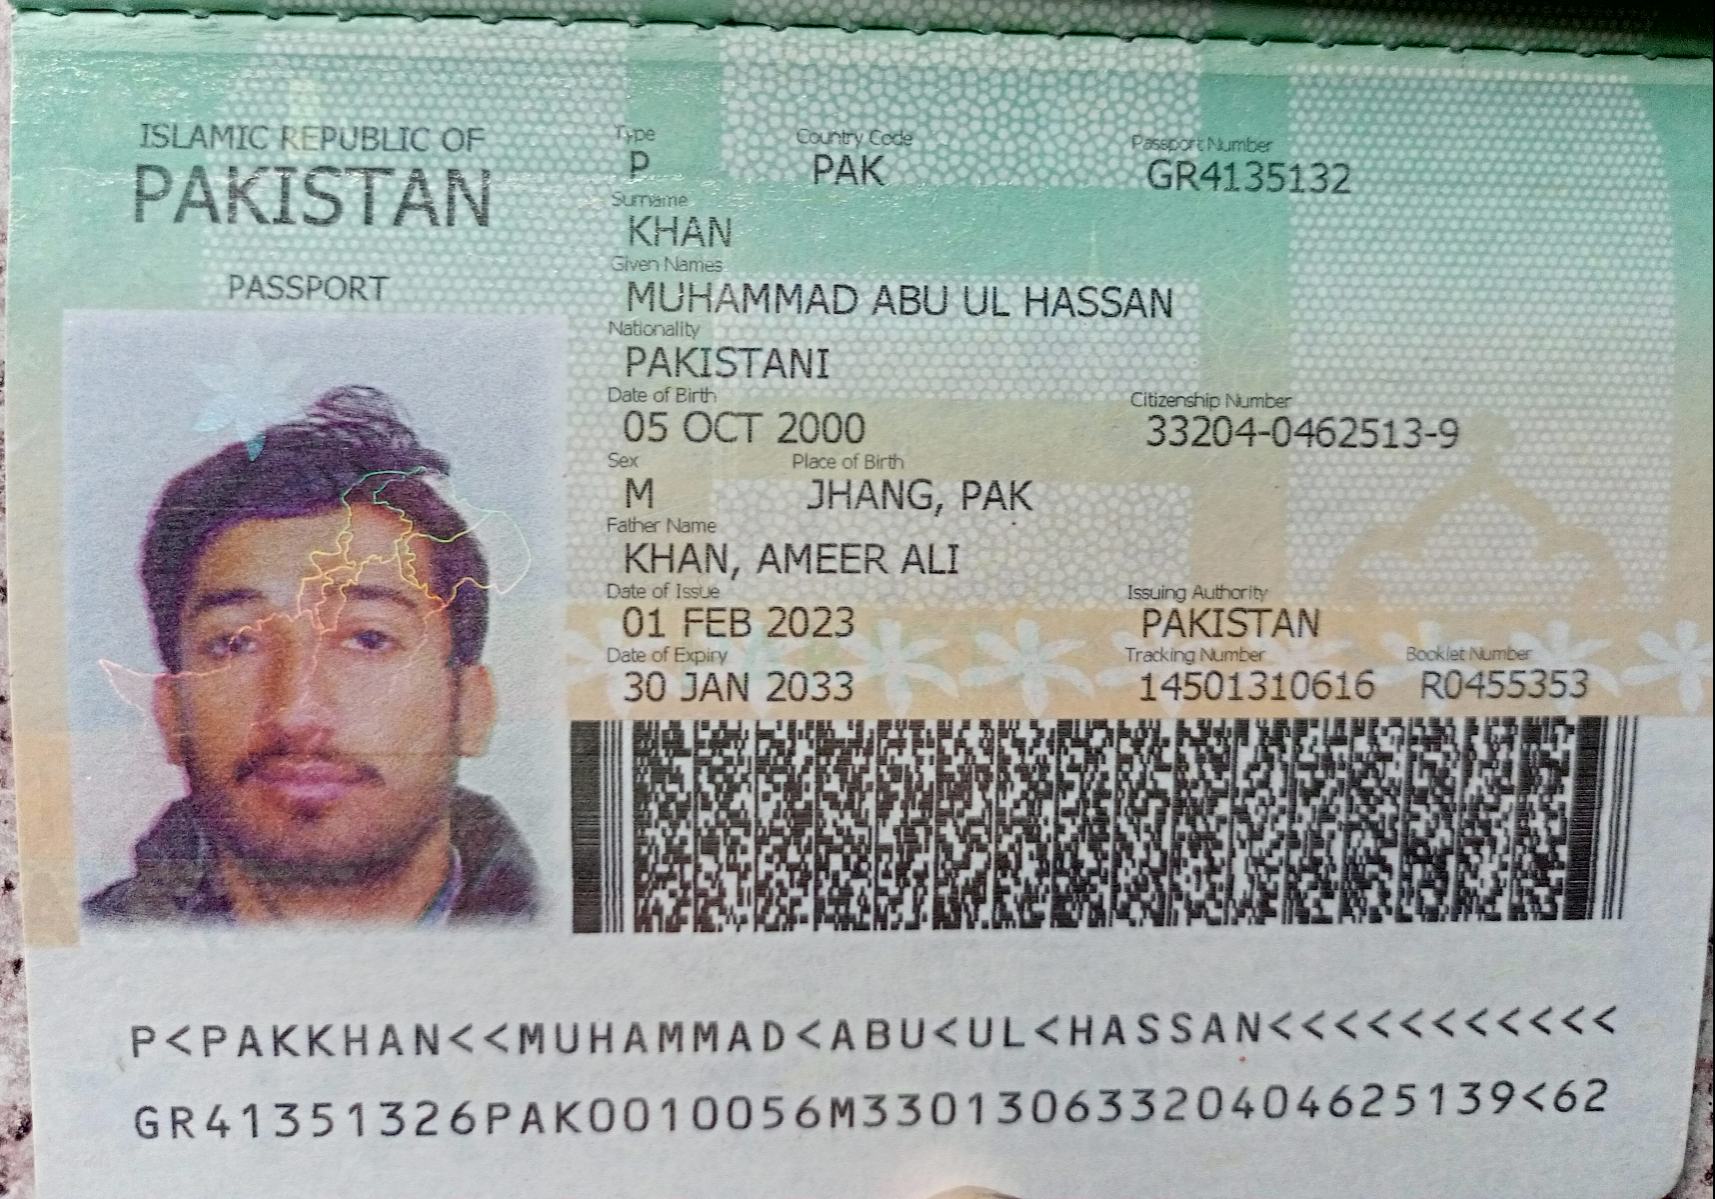 ISLAMIC REPUBLIC OF
PAKISTAN
PASSPORT
Type Country Code Passport Number
P PAK GR4135132
Surname
KHAN
Given Names
MUHAMMAD ABU UL HASSAN
Nationality
PAKISTANI
Date of Birth Citizenship Number
05 OCT 2000 33204-0462513-9
Sex Place of Birth
M JHANG, PAK
Father Name
KHAN, AMEER ALI
Date of Issue Issuing Authority
01 FEB 2023 PAKISTAN
Date of Expiry Tracking Number Booklet Number
30 JAN 2033 14501310616 R0455353
P<PAKKHAN<<MUHAMMAD<ABU<UL<HASSAN<<<<<<<<<<<
GR41351326PAK0010056M33013063320404625139<62